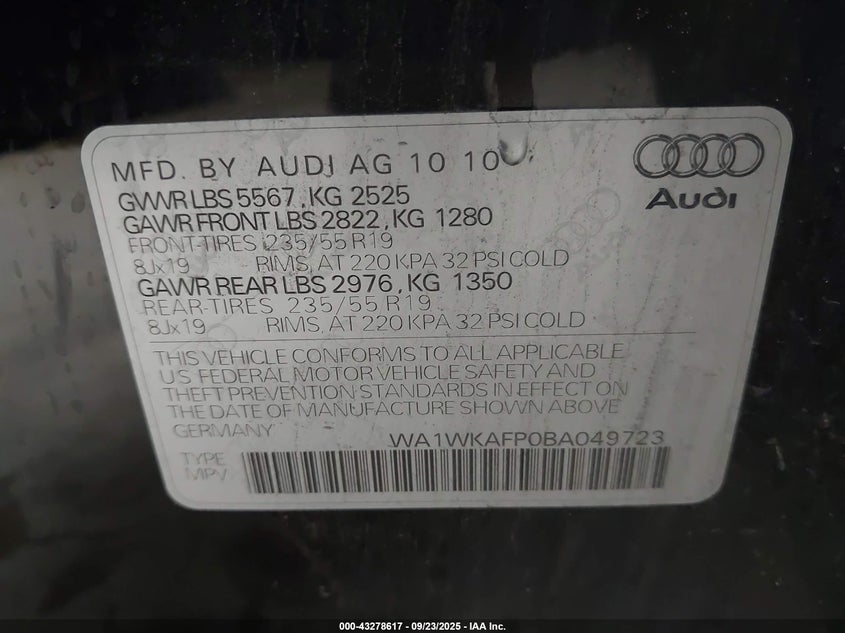 MFD. BY AUDI AG 10 10
Audi
GVWR LBS 5567, KG 2525
GAWR FRONT LBS 2822, KG 1280
FRONT-TIRES 235/55 R19
8Jx19 RIMS, AT 220 KPA 32 PSI COLD
GAWR REAR LBS 2976, KG 1350
REAR-TIRES 235/55 R19
8Jx19 RIMS, AT 220 KPA 32 PSI COLD
THIS VEHICLE CONFORMS TO ALL APPLICABLE
US FEDERAL MOTOR VEHICLE SAFETY AND
THEFT PREVENTION STANDARDS IN EFFECT ON
THE DATE OF MANUFACTURE SHOWN ABOVE
GERMANY WA1WKAFP0BA049723
TYPE
MPV
000-43278617 - 09/23/2025 - IAA Inc.